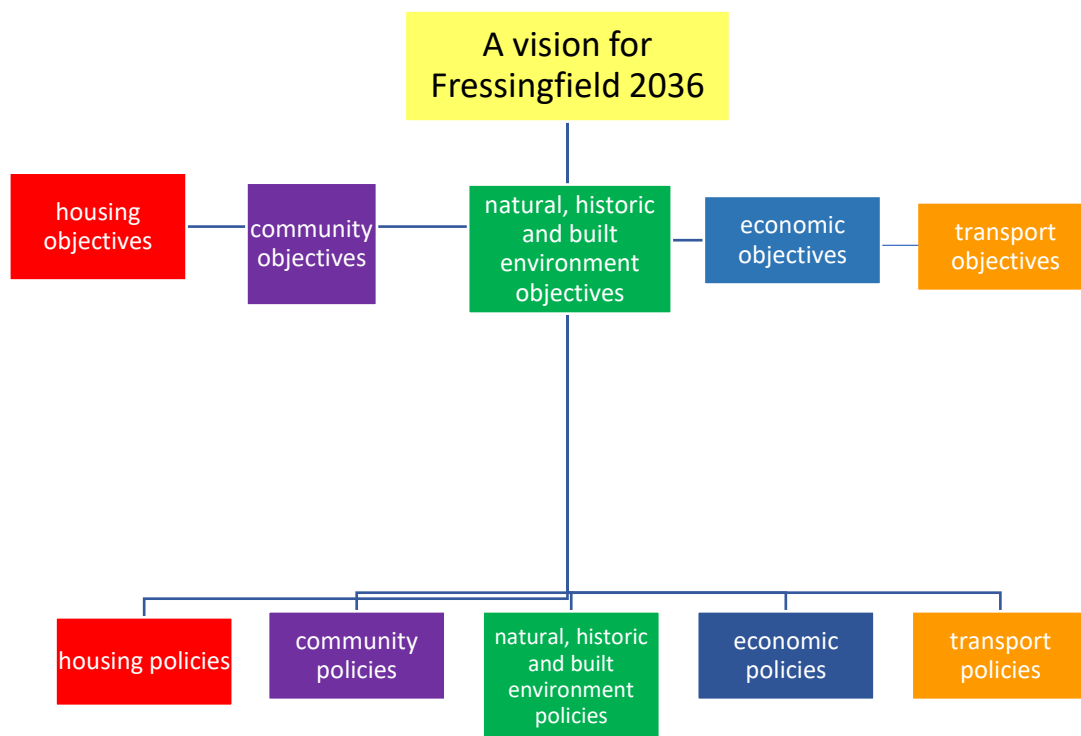 A vision for
Fressingfield 2036
housing
objectives
community
objectives
natural, historic
and built
environment
objectives
economic
objectives
transport
objectives
housing policies
community
policies
natural, historic
and built
environment
policies
economic
policies
transport
policies